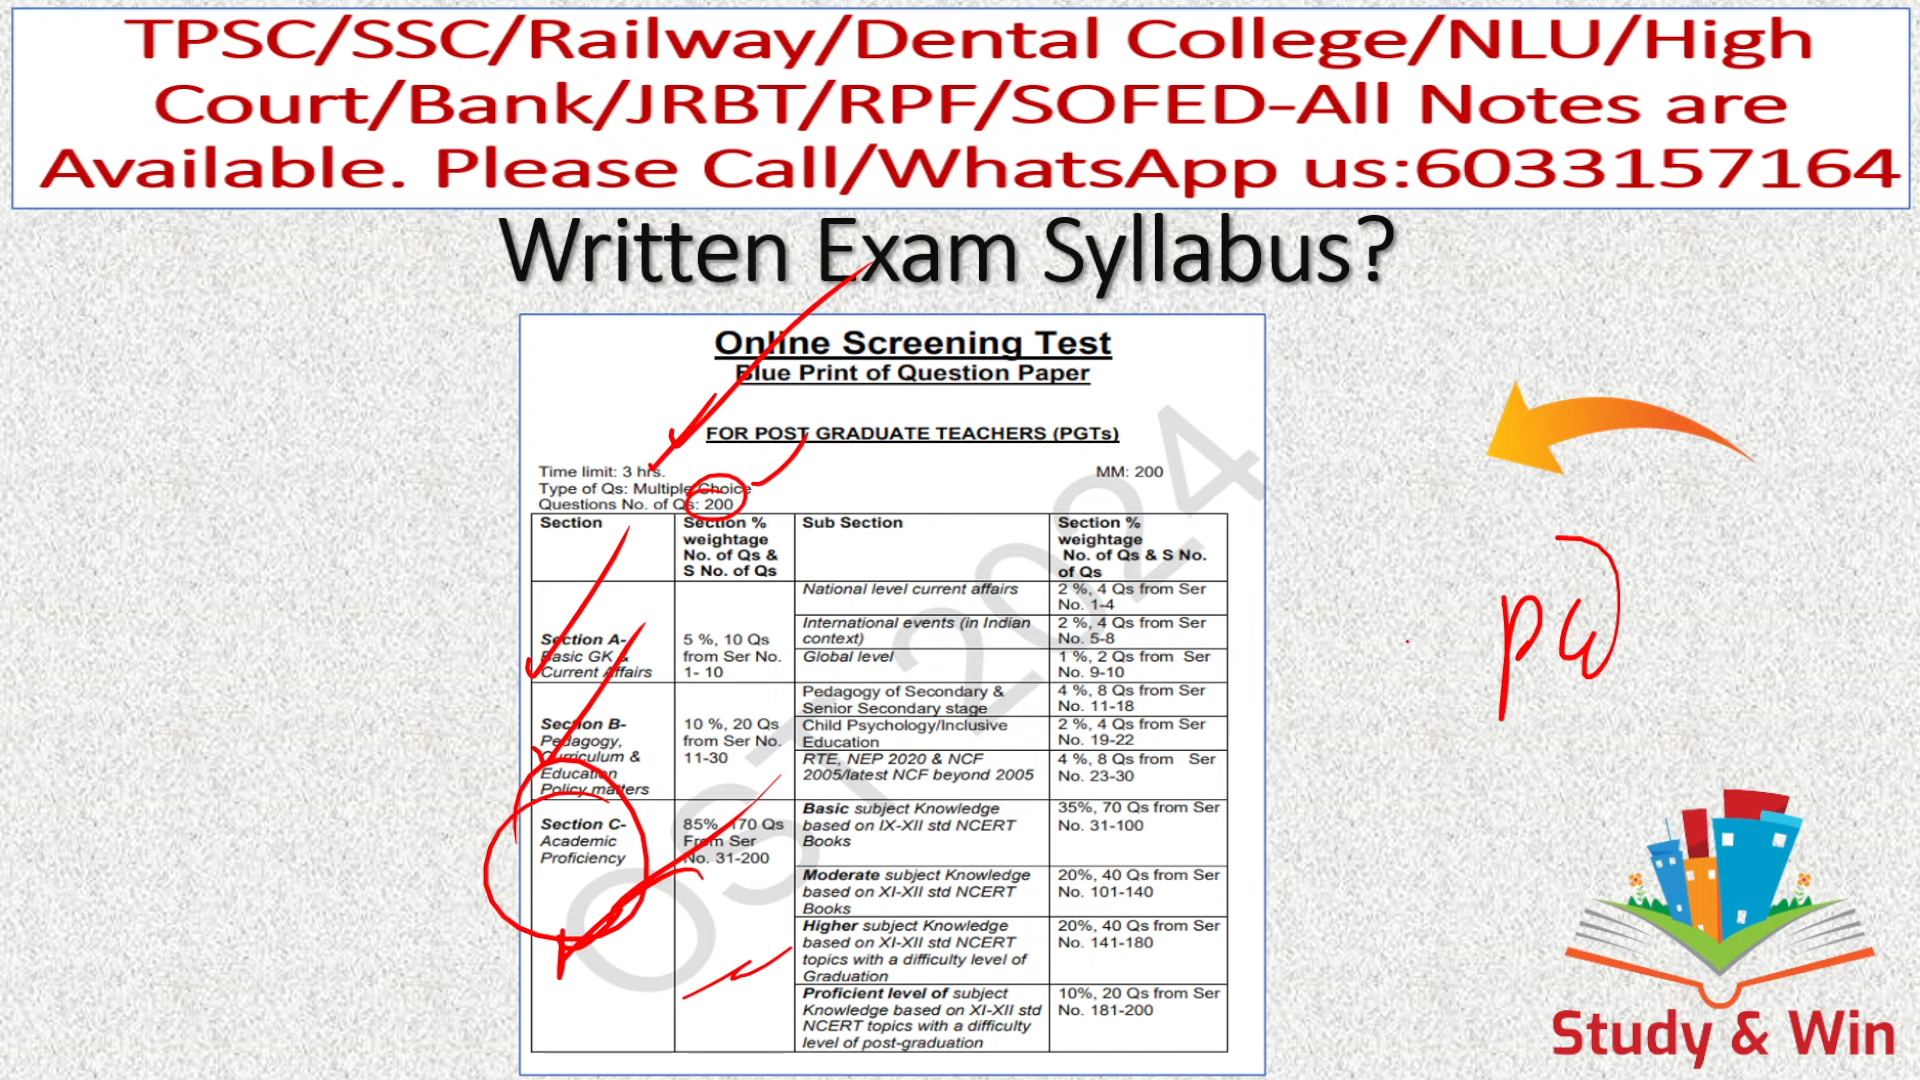 TPSC/SSC/Railway/Dental College/NLU/High
Court/Bank/JRBT/RPF/SOFED-All Notes are
Available. Please Call/WhatsApp us:6033157164
Written Exam Syllabus?
Online Screening Test
Blue Print of Question Paper
FOR POST GRADUATE TEACHERS (PGTs)
Time limit: 3 hrs.
MM: 200
Type of Qs: Multiple Choice
Questions No. of Qs: 200
Section
Section %
weightage
No. of Qs &
S No. of Qs
Sub Section
Section %
weightage
No. of Qs & S No.
of Qs
Section A-
Basic GK &
Current Affairs
5 %, 10 Qs
from Ser No.
1- 10
National level current affairs
2 %, 4 Qs from Ser
No. 1-4
International events (in Indian
context)
2 %, 4 Qs from Ser
No. 5-8
Global level
1 %, 2 Qs from Ser
No. 9-10
Section B-
Pedagogy,
Curriculum &
Education
Policy matters
10 %, 20 Qs
from Ser No.
11-30
Pedagogy of Secondary &
Senior Secondary stage
4 %, 8 Qs from Ser
No. 11-18
Child Psychology/Inclusive
Education
2 %, 4 Qs from Ser
No. 19-22
RTE, NEP 2020 & NCF
2005/latest NCF beyond 2005
4 %, 8 Qs from Ser
No. 23-30
Section C-
Academic
Proficiency
85%, 170 Qs
From Ser
No. 31-200
Basic subject Knowledge
based on IX-XII std NCERT
Books
35%, 70 Qs from Ser
No. 31-100
Moderate subject Knowledge
based on XI-XII std NCERT
Books
20%, 40 Qs from Ser
No. 101-140
Higher subject Knowledge
based on XI-XII std NCERT
topics with a difficulty level of
Graduation
20%, 40 Qs from Ser
No. 141-180
Proficient level of subject
Knowledge based on XI-XII std
NCERT topics with a difficulty
level of post-graduation
10%, 20 Qs from Ser
No. 181-200
OST 2024
Study & Win